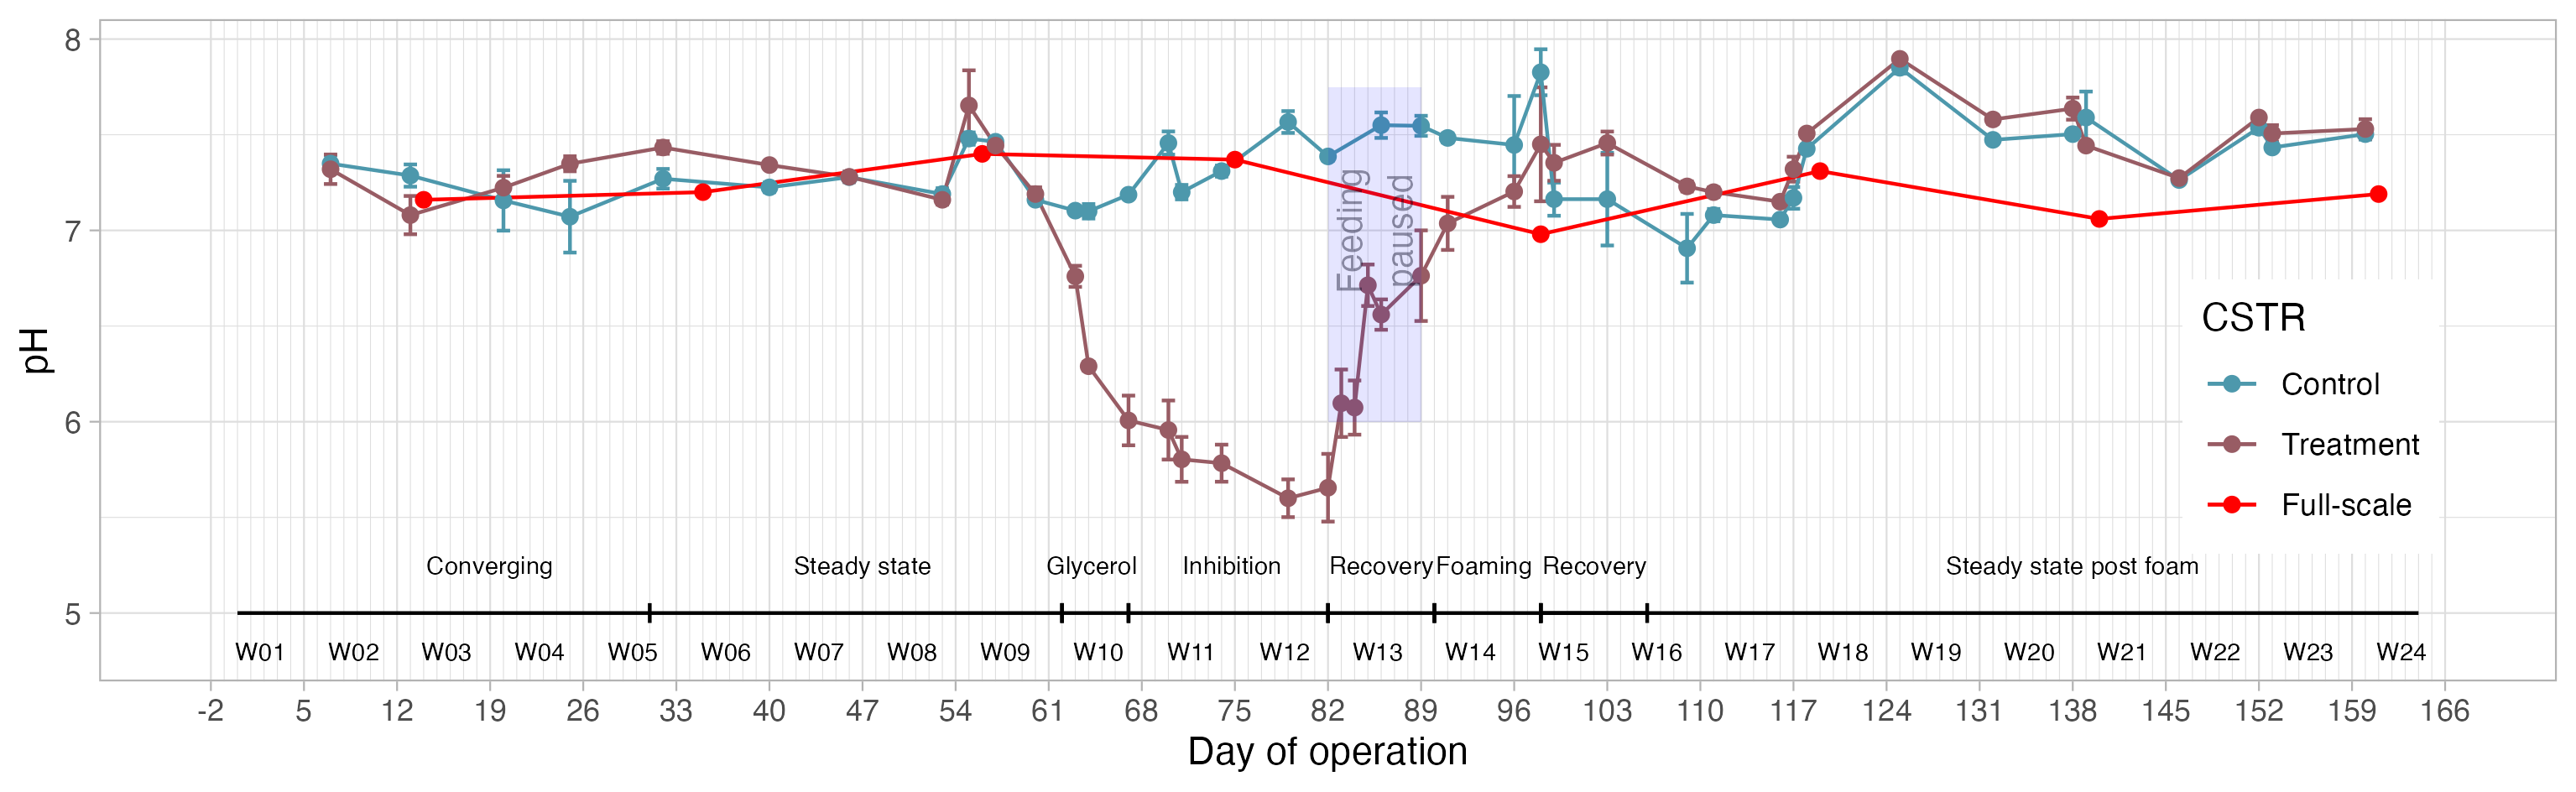 8
7
6
5
pH
Feeding
paused
CSTR
Control
Treatment
Full-scale
Converging Steady state Glycerol Inhibition Recovery Foaming Recovery Steady state post foam
W01 W02 W03 W04 W05 W06 W07 W08 W09 W10 W11 W12 W13 W14 W15 W16 W17 W18 W19 W20 W21 W22 W23 W24
-2 5 12 19 26 33 40 47 54 61 68 75 82 89 96 103 110 117 124 131 138 145 152 159 166
Day of operation